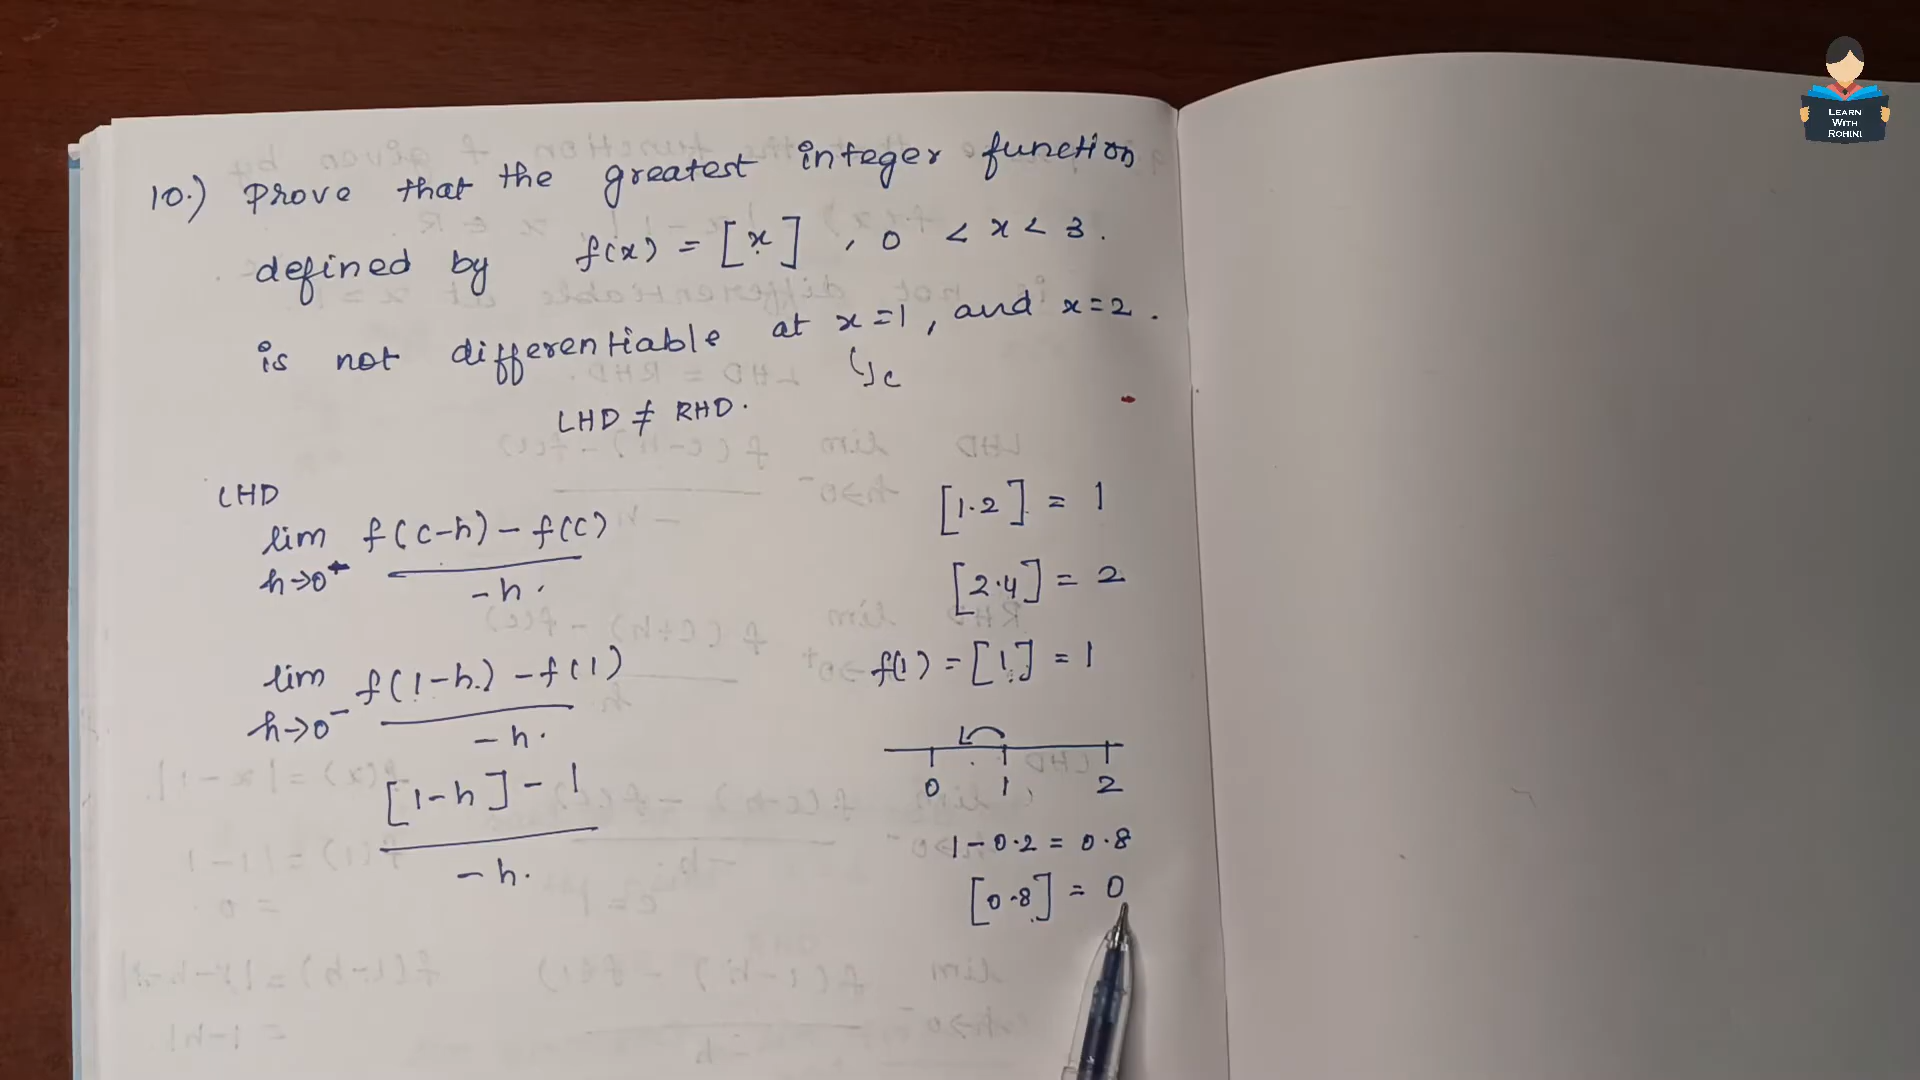 10.) Prove that the greatest integer function
defined by f(x) = [x] , 0 < x < 3 .
is not differentiable at x=1, and x=2 .
↳c
LHD ≠ RHD.
LHD
lim f(c-h) - f(c)
h→0⁻ -h.
lim f(1-h) - f(1)
h→0⁻ -h.
[1-h] - 1
-h.
[1.2] = 1
[2.4] = 2
f(1) = [1] = 1
0 1 2
1-0.2 = 0.8
[0.8] = 0
LEARN
WITH
ROHINI